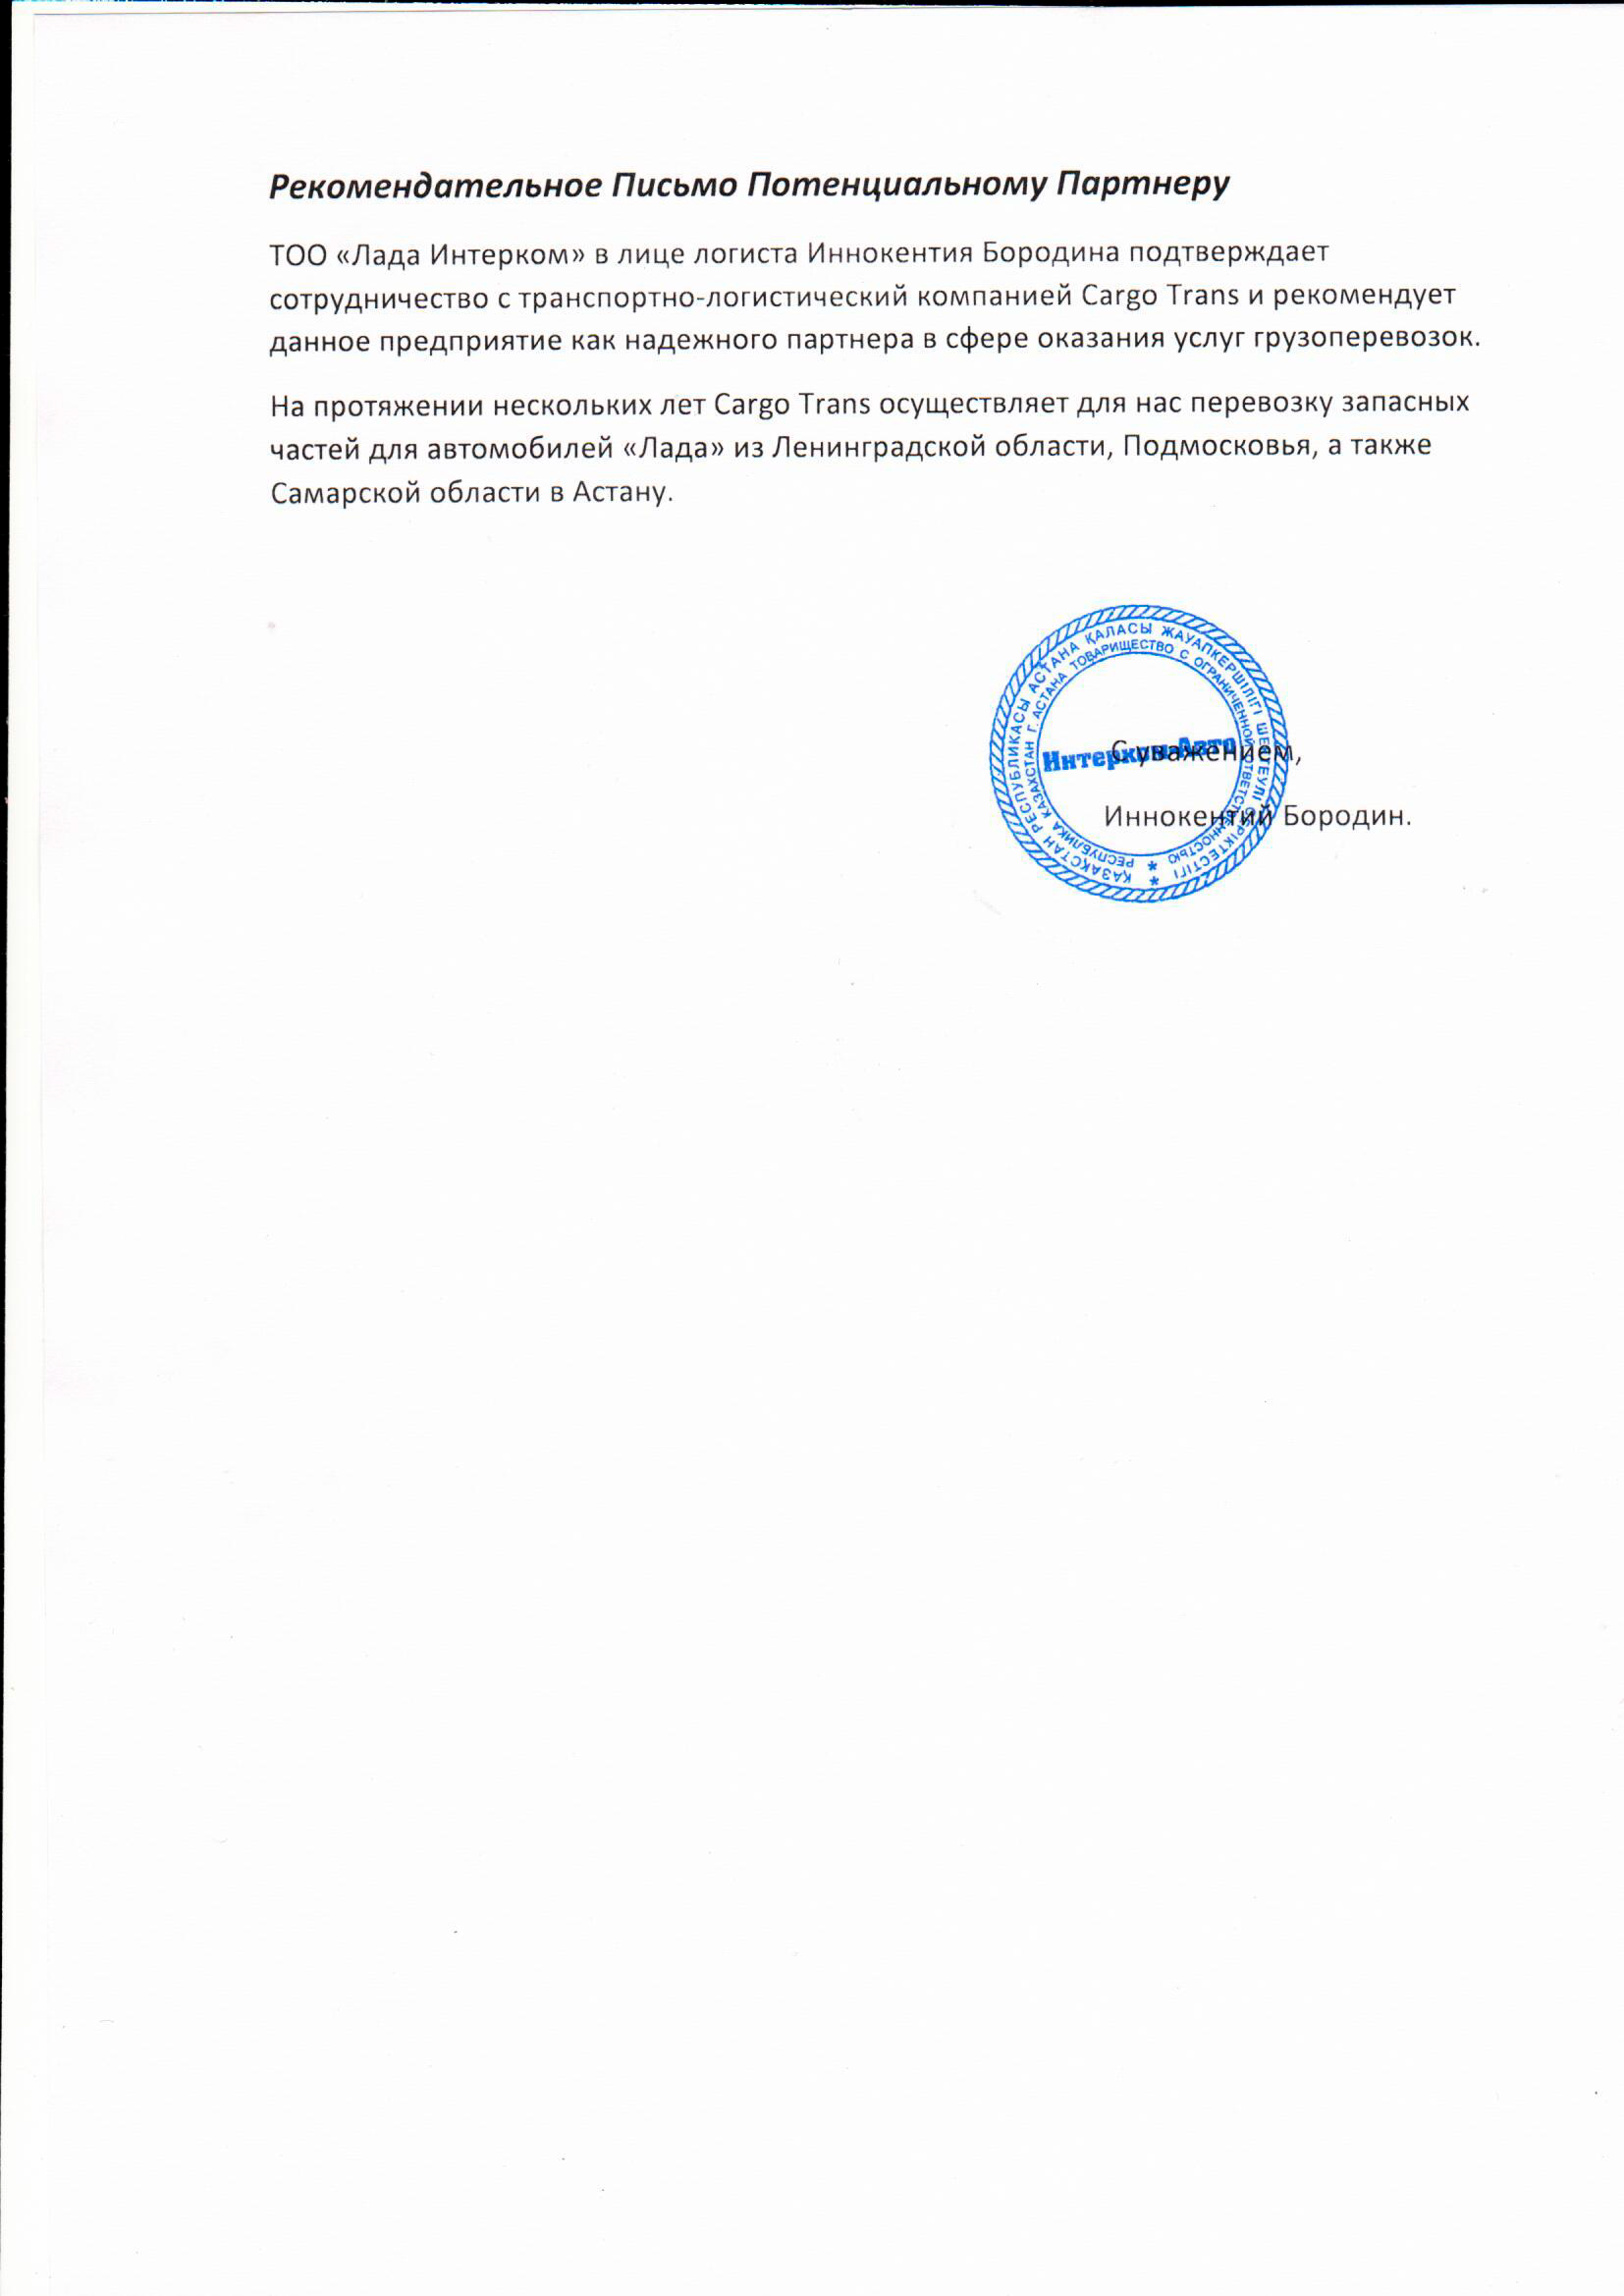 Рекомендательное Письмо Потенциальному Партнеру
ТОО «Лада Интерком» в лице логиста Иннокентия Бородина подтверждает
сотрудничество с транспортно-логистический компанией Cargo Trans и рекомендует
данное предприятие как надежного партнера в сфере оказания услуг грузоперевозок.
На протяжении нескольких лет Cargo Trans осуществляет для нас перевозку запасных
частей для автомобилей «Лада» из Ленинградской области, Подмосковья, а также
Самарской области в Астану.
ҚАЗАҚСТАН РЕСПУБЛИКАСЫ АСТАНА ҚАЛАСЫ ЖАУАПКЕРШІЛІГІ ШЕКТЕУЛІ СЕРІКТЕСТІГІ *
РЕСПУБЛИКА КАЗАХСТАН Г. АСТАНА ТОВАРИЩЕСТВО С ОГРАНИЧЕННОЙ ОТВЕТСТВЕННОСТЬЮ *
Интерком-Авто
С уважением,
Иннокентий Бородин.